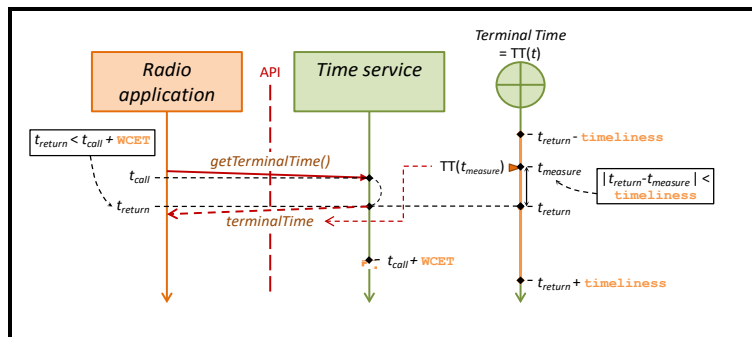 Terminal Time
= TT(t)
Radio
application
API
Time service
t_return < t_call + WCET
t_return - timeliness
getTerminalTime()
TT(t_measure)
t_measure
t_call
|t_return-t_measure| <
timeliness
t_return
t_return
terminalTime
t_call + WCET
t_return + timeliness